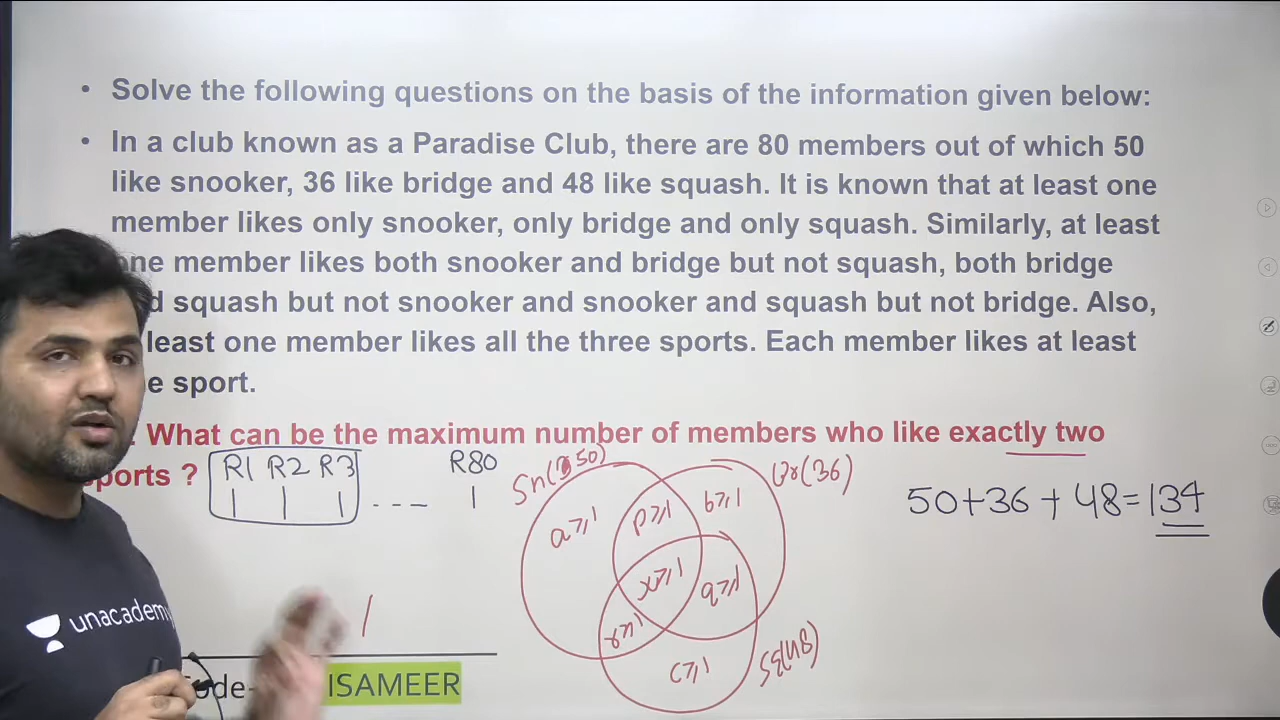 • Solve the following questions on the basis of the information given below:
• In a club known as a Paradise Club, there are 80 members out of which 50
like snooker, 36 like bridge and 48 like squash. It is known that at least one
member likes only snooker, only bridge and only squash. Similarly, at least
ne member likes both snooker and bridge but not squash, both bridge
d squash but not snooker and snooker and squash but not bridge. Also,
least one member likes all the three sports. Each member likes at least
e sport.
. What can be the maximum number of members who like exactly two
ports ?
R1 R2 R3 R80
1 1 1 --- 1
Sn( 50) Br(36)
50+36+48=134
a≥1 p≥1 b≥1
x≥1 q≥1
r≥1
c≥1
(48)
unacademy
ode- ISAMEER